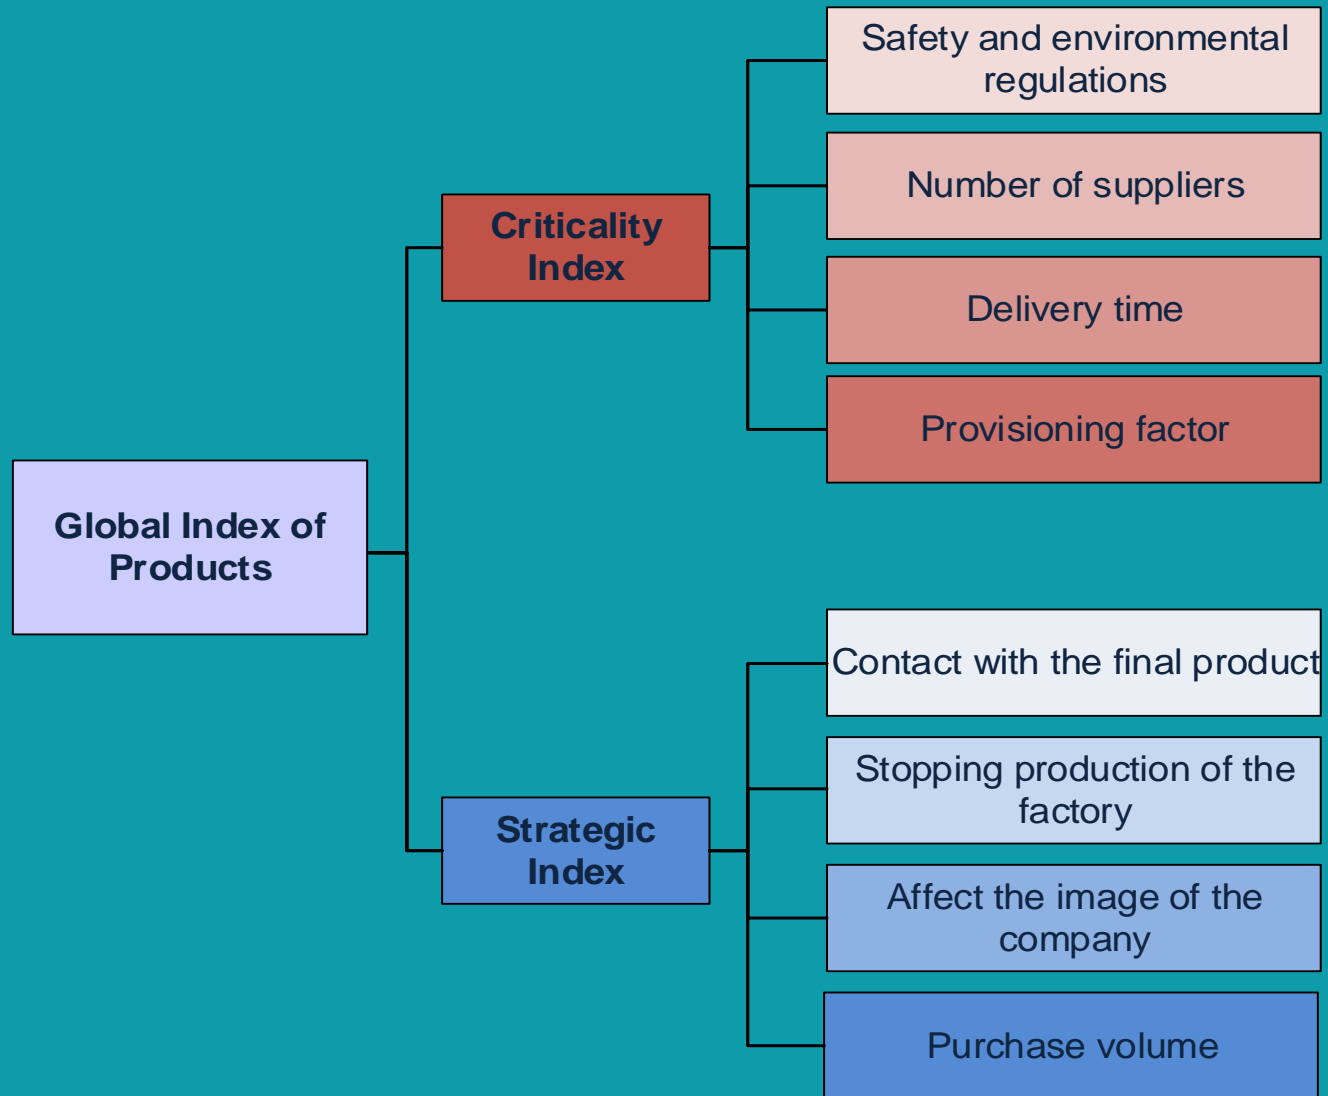 Safety and environmental
regulations
Number of suppliers
Criticality
Index
Delivery time
Provisioning factor
Global Index of
Products
Contact with the final product
Stopping production of the
factory
Strategic
Index
Affect the image of the
company
Purchase volume